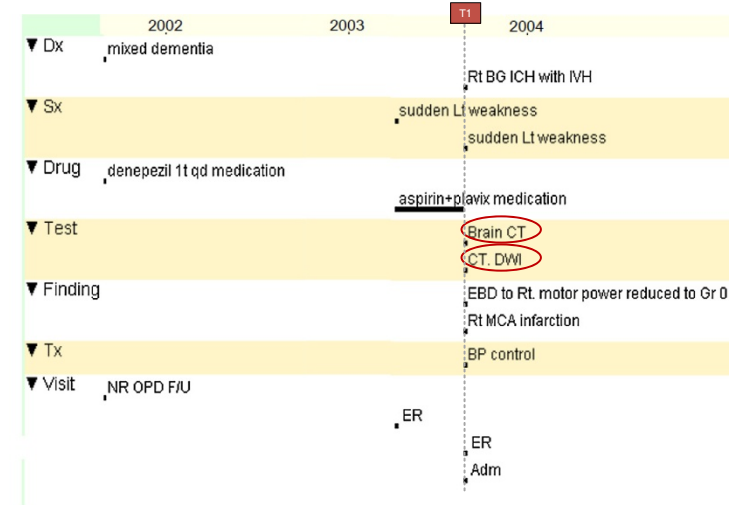 T1
2002 2003 2004
▼ Dx mixed dementia
Rt BG ICH with IVH
▼ Sx sudden Lt weakness
sudden Lt weakness
▼ Drug denepezil 1t qd medication
aspirin+plavix medication
▼ Test Brain CT
CT. DWI
▼ Finding EBD to Rt. motor power reduced to Gr 0
Rt MCA infarction
▼ Tx BP control
▼ Visit NR OPD F/U
ER
ER
Adm